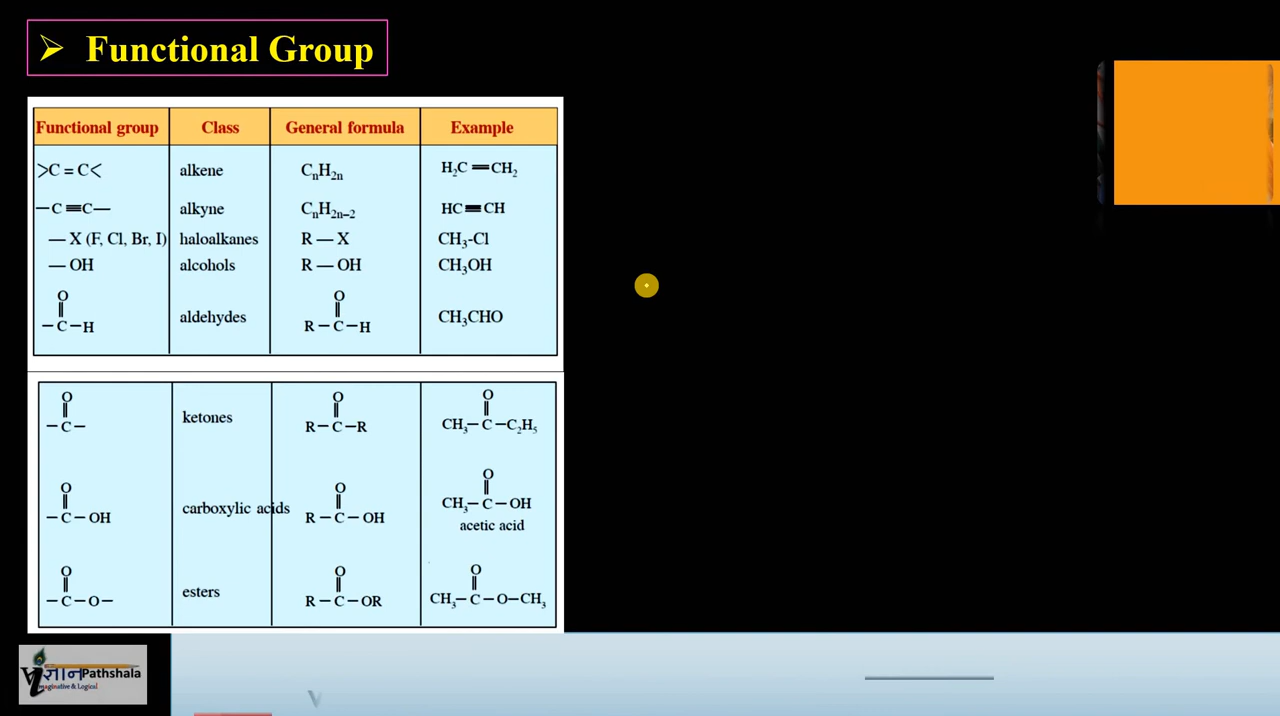 ➢ Functional Group
Functional group Class General formula Example
>C = C< alkene CₙH₂ₙ H₂C ═ CH₂
— C ≡ C — alkyne CₙH₂ₙ₋₂ HC ≡ CH
— X (F, Cl, Br, I) haloalkanes R — X CH₃-Cl
— OH alcohols R — OH CH₃OH
O O
|| ||
— C — H aldehydes R — C — H CH₃CHO
O O O
|| || ||
— C — ketones R — C — R CH₃ — C — C₂H₅
O O O
|| || ||
— C — OH carboxylic acids R — C — OH CH₃ — C — OH
acetic acid
O O O
|| || ||
— C — O — esters R — C — OR CH₃ — C — O — CH₃
Viज्ञान Pathshala
Imaginative & Logical
V